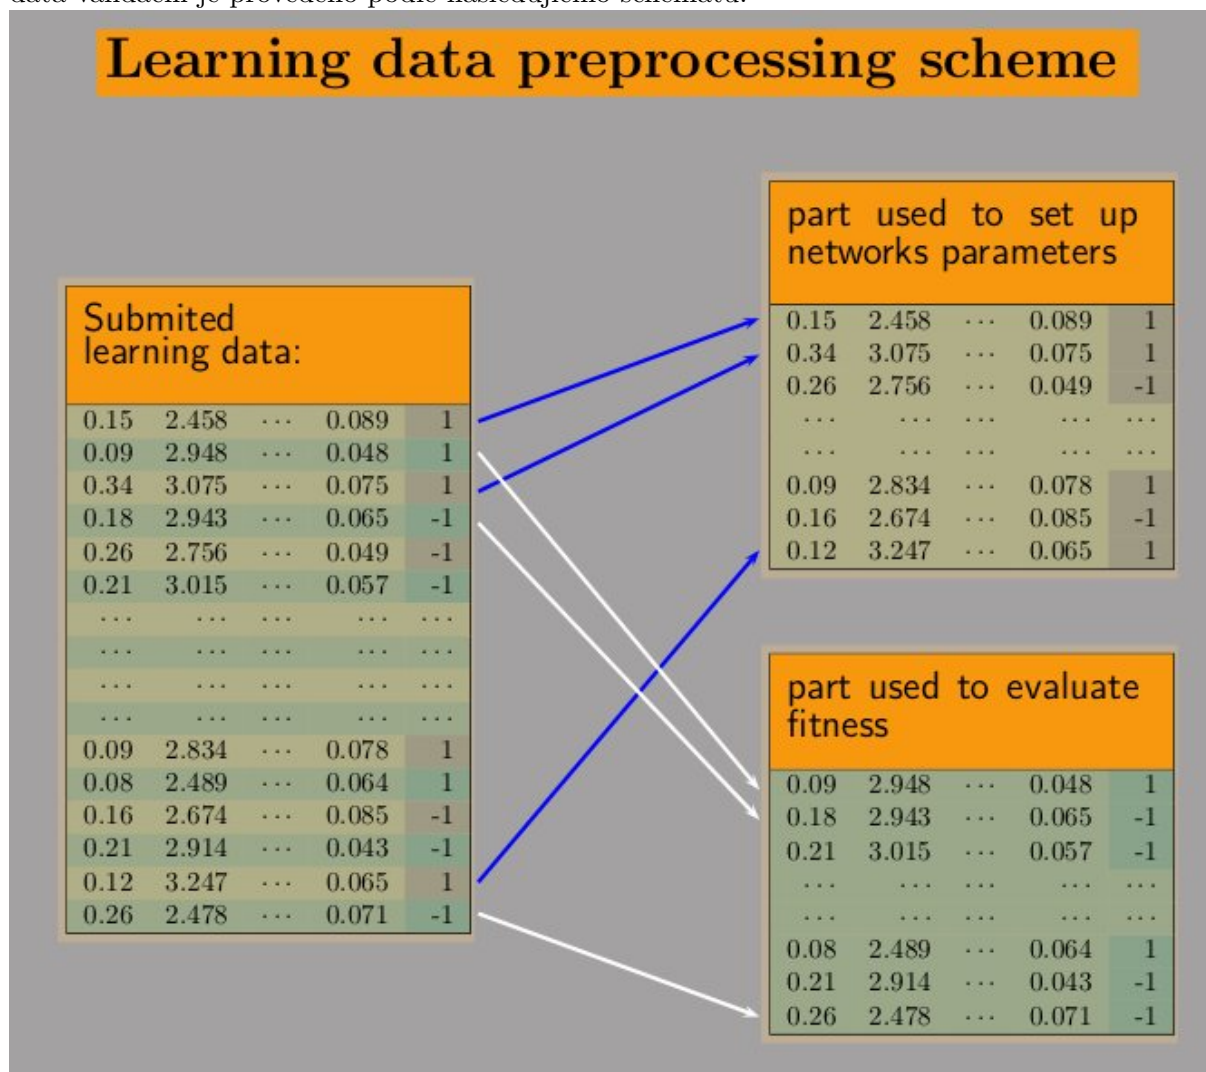 data validační je provedeno podle následujícího schématu:
Learning data preprocessing scheme
Submited
learning data:
0.15 2.458 ... 0.089 1
0.09 2.948 ... 0.048 1
0.34 3.075 ... 0.075 1
0.18 2.943 ... 0.065 -1
0.26 2.756 ... 0.049 -1
0.21 3.015 ... 0.057 -1
... ... ... ... ...
... ... ... ... ...
... ... ... ... ...
... ... ... ... ...
0.09 2.834 ... 0.078 1
0.08 2.489 ... 0.064 1
0.16 2.674 ... 0.085 -1
0.21 2.914 ... 0.043 -1
0.12 3.247 ... 0.065 1
0.26 2.478 ... 0.071 -1
part used to set up
networks parameters
0.15 2.458 ... 0.089 1
0.34 3.075 ... 0.075 1
0.26 2.756 ... 0.049 -1
... ... ... ... ...
... ... ... ... ...
0.09 2.834 ... 0.078 1
0.16 2.674 ... 0.085 -1
0.12 3.247 ... 0.065 1
part used to evaluate
fitness
0.09 2.948 ... 0.048 1
0.18 2.943 ... 0.065 -1
0.21 3.015 ... 0.057 -1
... ... ... ... ...
... ... ... ... ...
0.08 2.489 ... 0.064 1
0.21 2.914 ... 0.043 -1
0.26 2.478 ... 0.071 -1